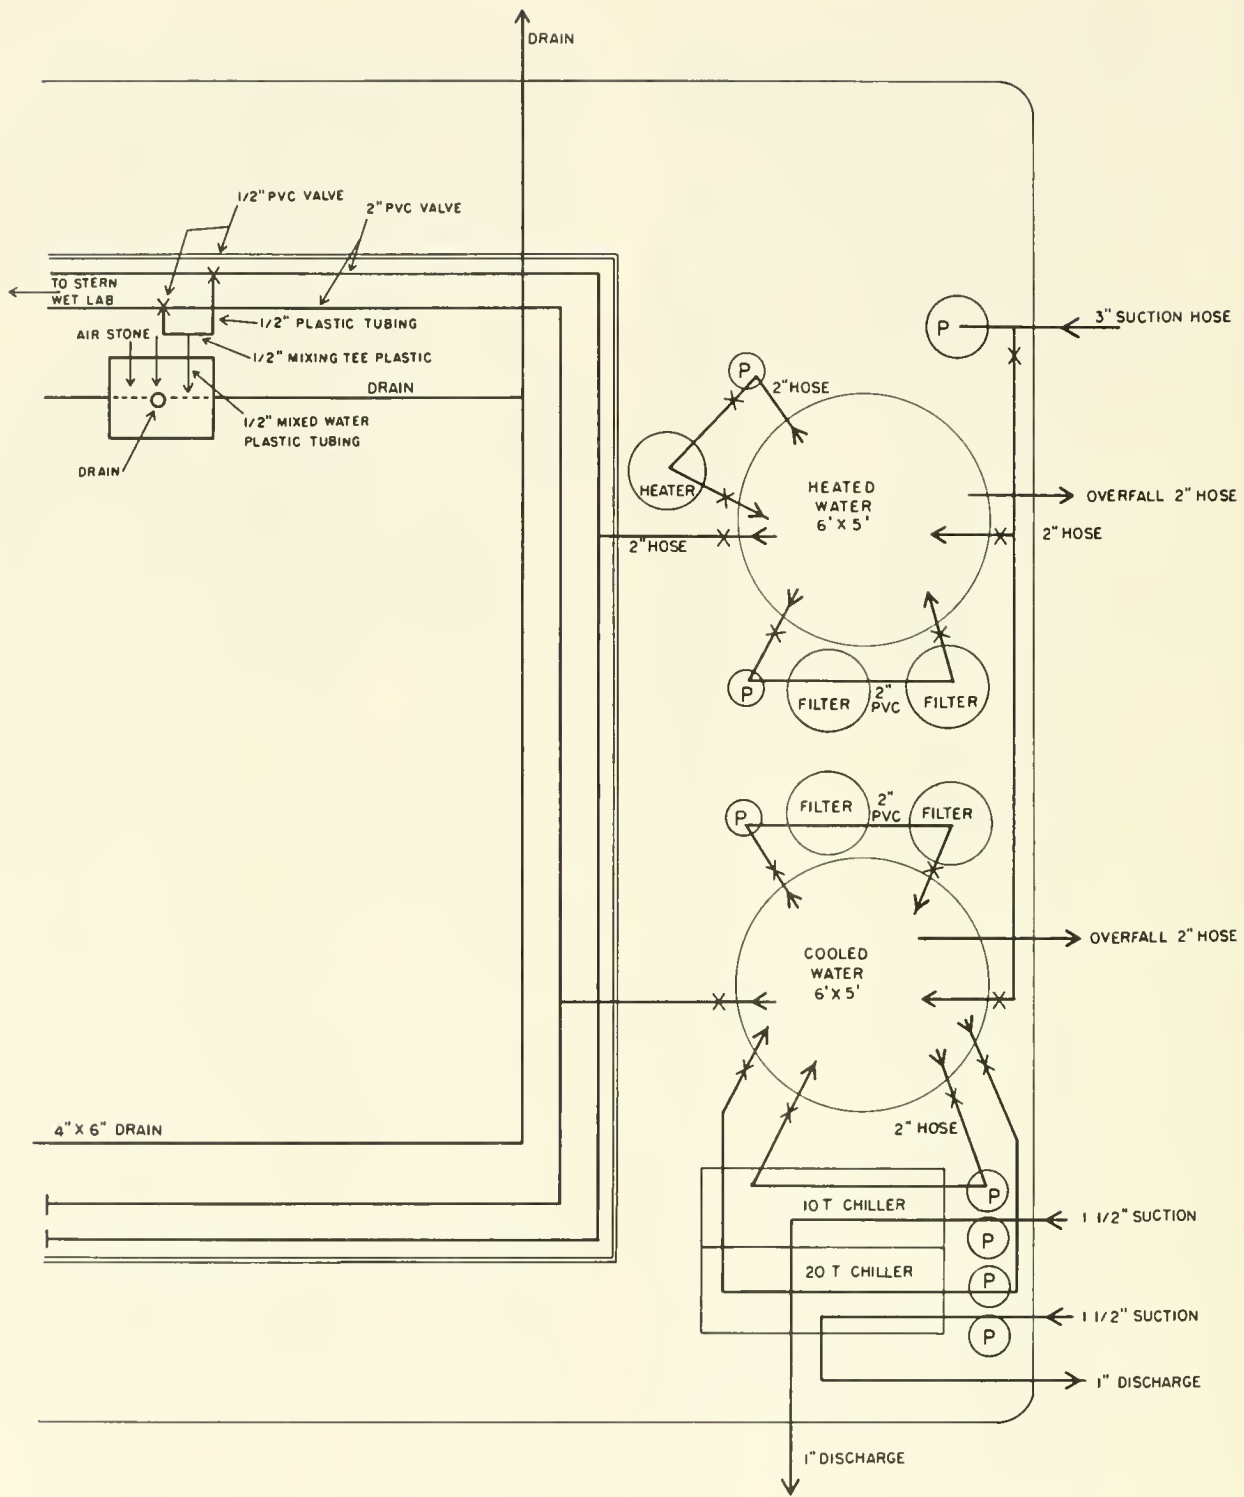 DRAIN
1/2" PVC VALVE
2" PVC VALVE
TO STERN
WET LAB
1/2" PLASTIC TUBING
AIR STONE
1/2" MIXING TEE PLASTIC
DRAIN
1/2" MIXED WATER
PLASTIC TUBING
DRAIN
P
3" SUCTION HOSE
P
2" HOSE
HEATER
HEATED
WATER
6' X 5'
OVERFALL 2" HOSE
2" HOSE
2" HOSE
P
FILTER
2"
PVC
FILTER
P
FILTER
2"
PVC
FILTER
OVERFALL 2" HOSE
COOLED
WATER
6' X 5'
4" X 6" DRAIN
2" HOSE
P
10 T CHILLER
1 1/2" SUCTION
P
20 T CHILLER
P
1 1/2" SUCTION
P
1" DISCHARGE
1" DISCHARGE